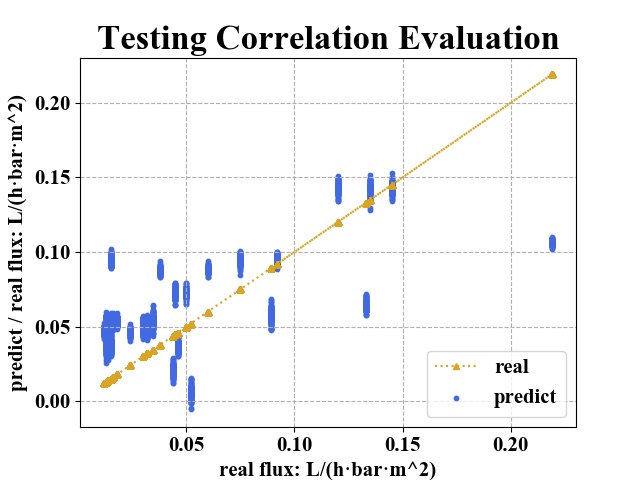 Testing Correlation Evaluation
predict / real flux: L/(h·bar·m^2)
0.20
0.15
0.10
0.05
0.00
real
predict
0.05
0.10
0.15
0.20
real flux: L/(h·bar·m^2)